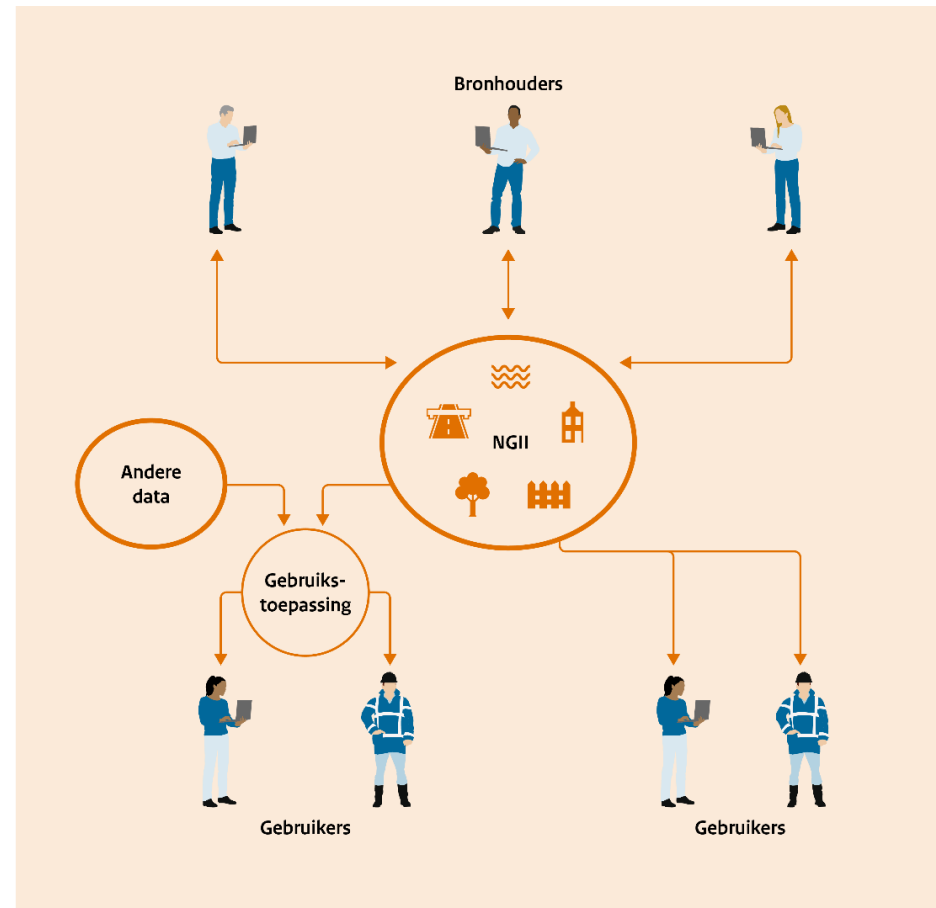 Bronhouders
NGII
Andere
data
Gebruiks-
toepassing
Gebruikers
Gebruikers